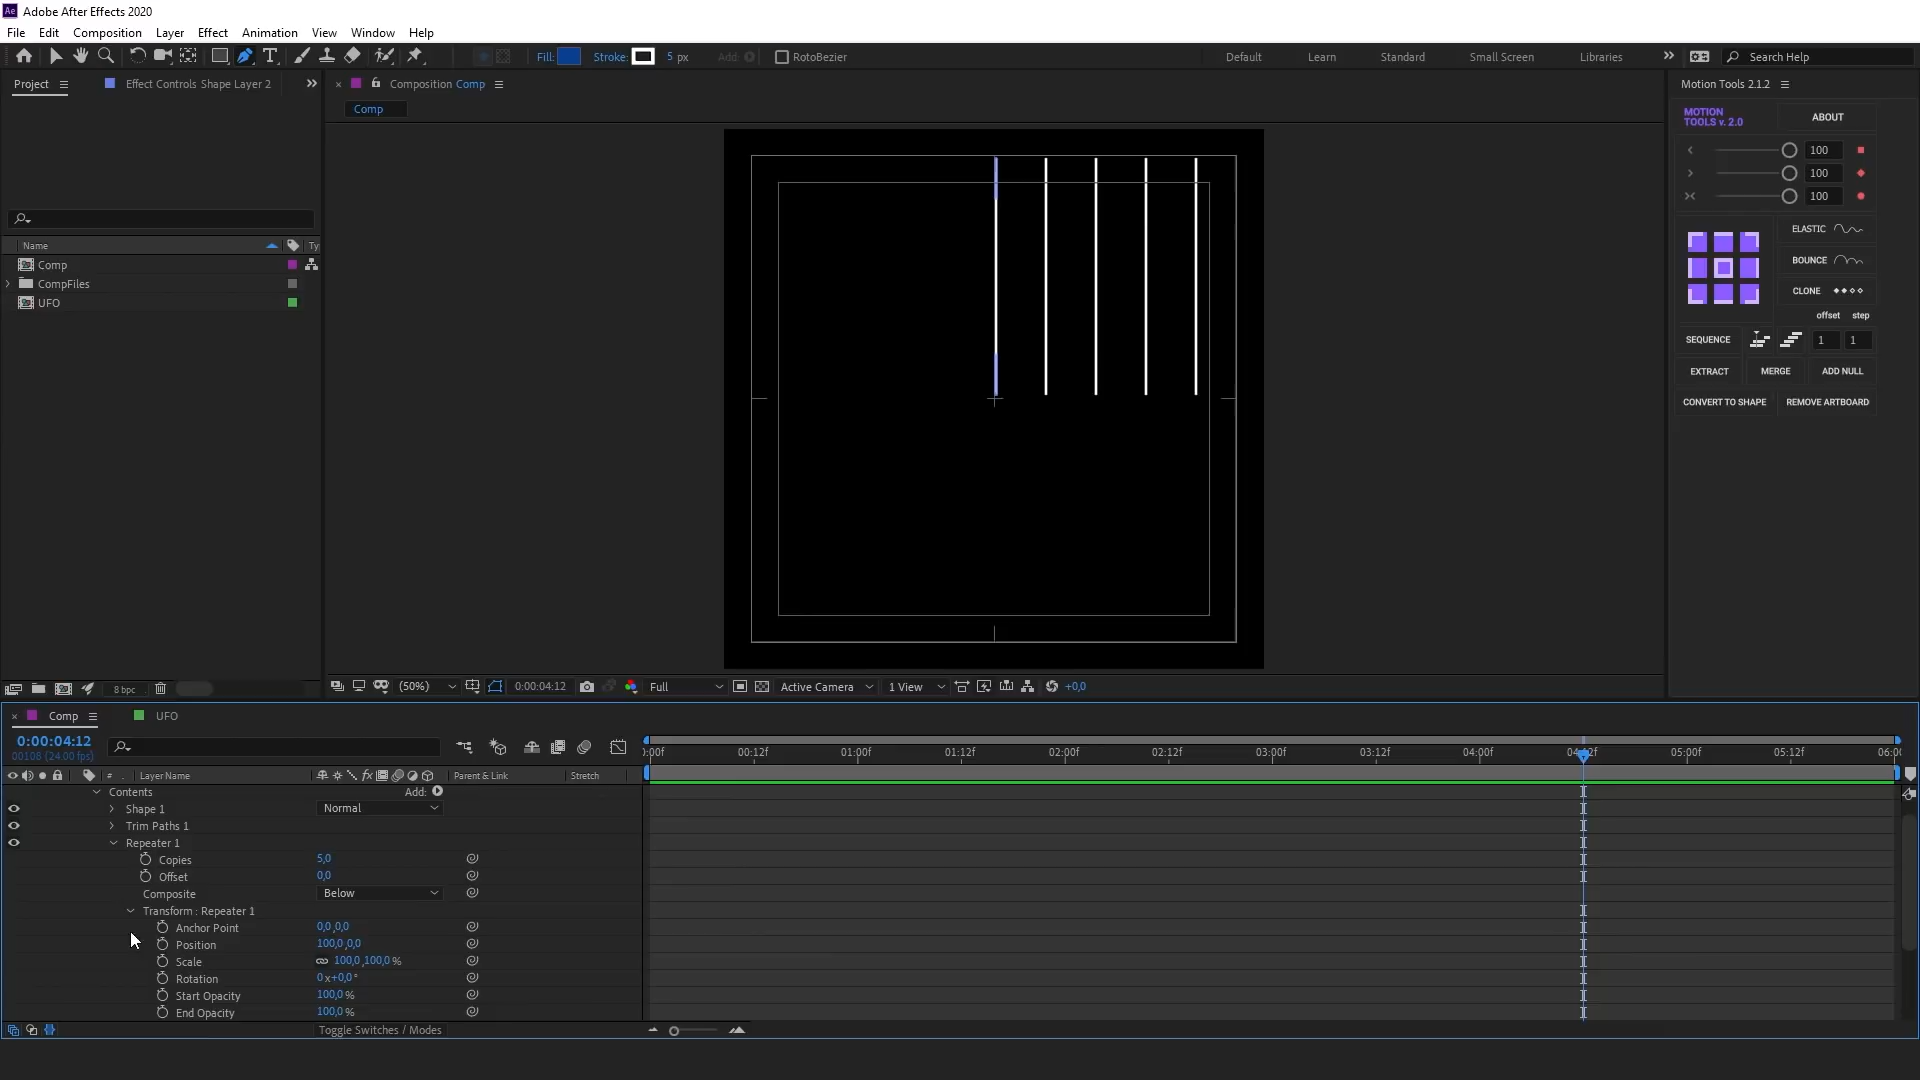 Ae Adobe After Effects 2020
File Edit Composition Layer Effect Animation View Window Help
Fill: Stroke: 5 px Add: RotoBezier Default Learn Standard Small Screen Libraries Search Help
Project Effect Controls Shape Layer 2 Composition Comp Motion Tools 2.1.2
Comp
MOTION TOOLS v. 2.0 ABOUT
100
100
100
Name Ty
Comp
CompFiles
UFO
ELASTIC
BOUNCE
CLONE
offset step
SEQUENCE 1 1
EXTRACT MERGE ADD NULL
CONVERT TO SHAPE REMOVE ARTBOARD
8 bpc (50%) 0:00:04:12 Full Active Camera 1 View +0,0
Comp UFO
0:00:04:12
00108 (24.00 fps)
:00f 00:12f 01:00f 01:12f 02:00f 02:12f 03:00f 03:12f 04:00f 04:12f 05:00f 05:12f 06:0
# . Layer Name Parent & Link Stretch
Contents Add:
Shape 1 Normal
Trim Paths 1
Repeater 1
Copies 5,0
Offset 0,0
Composite Below
Transform : Repeater 1
Anchor Point 0,0,0,0
Position 100,0,0,0
Scale 100,0,100,0 %
Rotation 0x+0,0°
Start Opacity 100,0 %
End Opacity 100,0 %
Toggle Switches / Modes